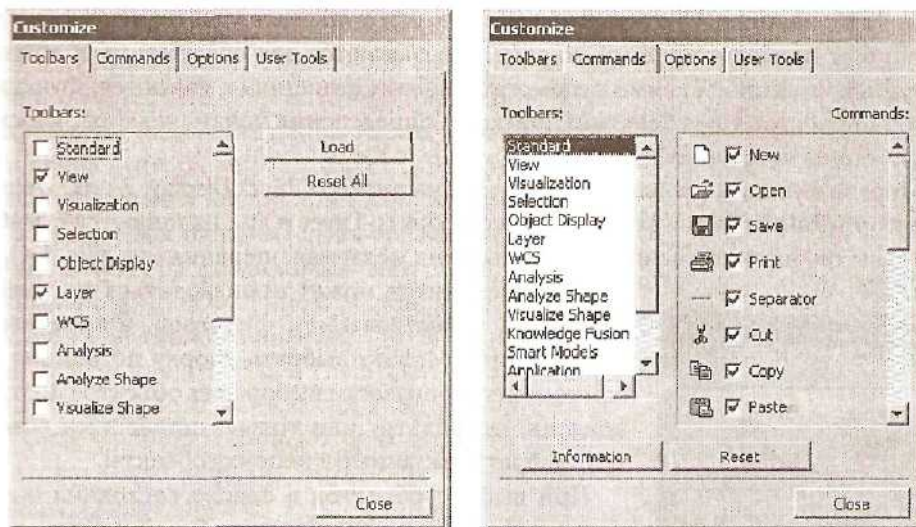 Customize
Toolbars Commands Options User Tools
Toolbars:
Standard
View
Visualization
Selection
Object Display
Layer
WCS
Analysis
Analyze Shape
Visualize Shape
Load
Reset All
Close
Customize
Toolbars Commands Options User Tools
Toolbars:
Standard
View
Visualization
Selection
Object Display
Layer
WCS
Analysis
Analyze Shape
Visualize Shape
Knowledge Fusion
Smart Models
Application
Commands:
New
Open
Save
Print
Separator
Cut
Copy
Paste
Information Reset
Close